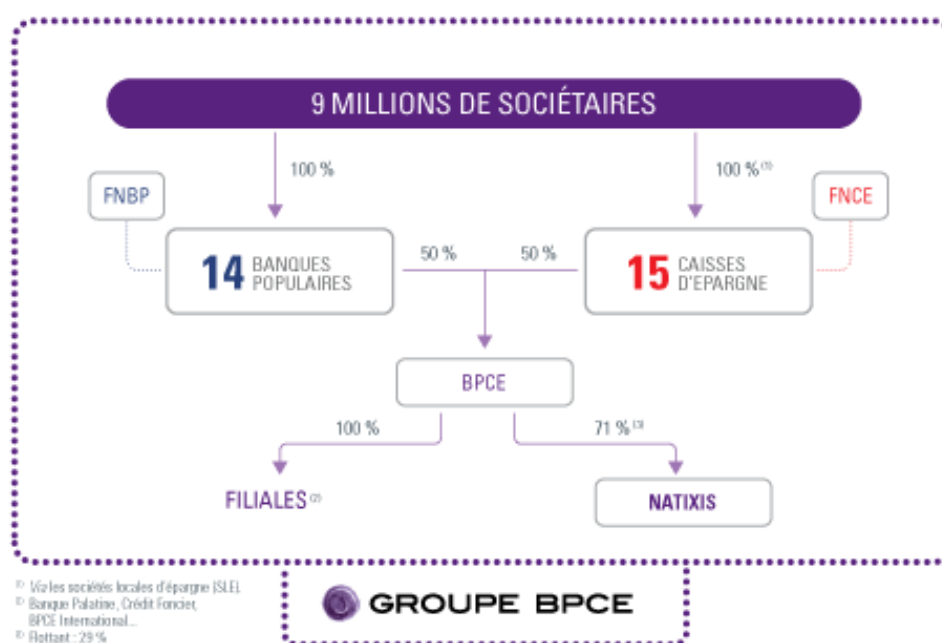 9 MILLIONS DE SOCIÉTAIRES
100 %
100 % (1)
FNBP
FNCE
14 BANQUES
POPULAIRES
50 %
50 %
15 CAISSES
D'EPARGNE
BPCE
100 %
71 % (3)
FILIALES (2)
NATIXIS
(1) Via les sociétés locales d'épargne (SLE).
(2) Banque Palatine, Crédit Foncier,
BPCE International...
(3) Flottant : 29 %
GROUPE BPCE